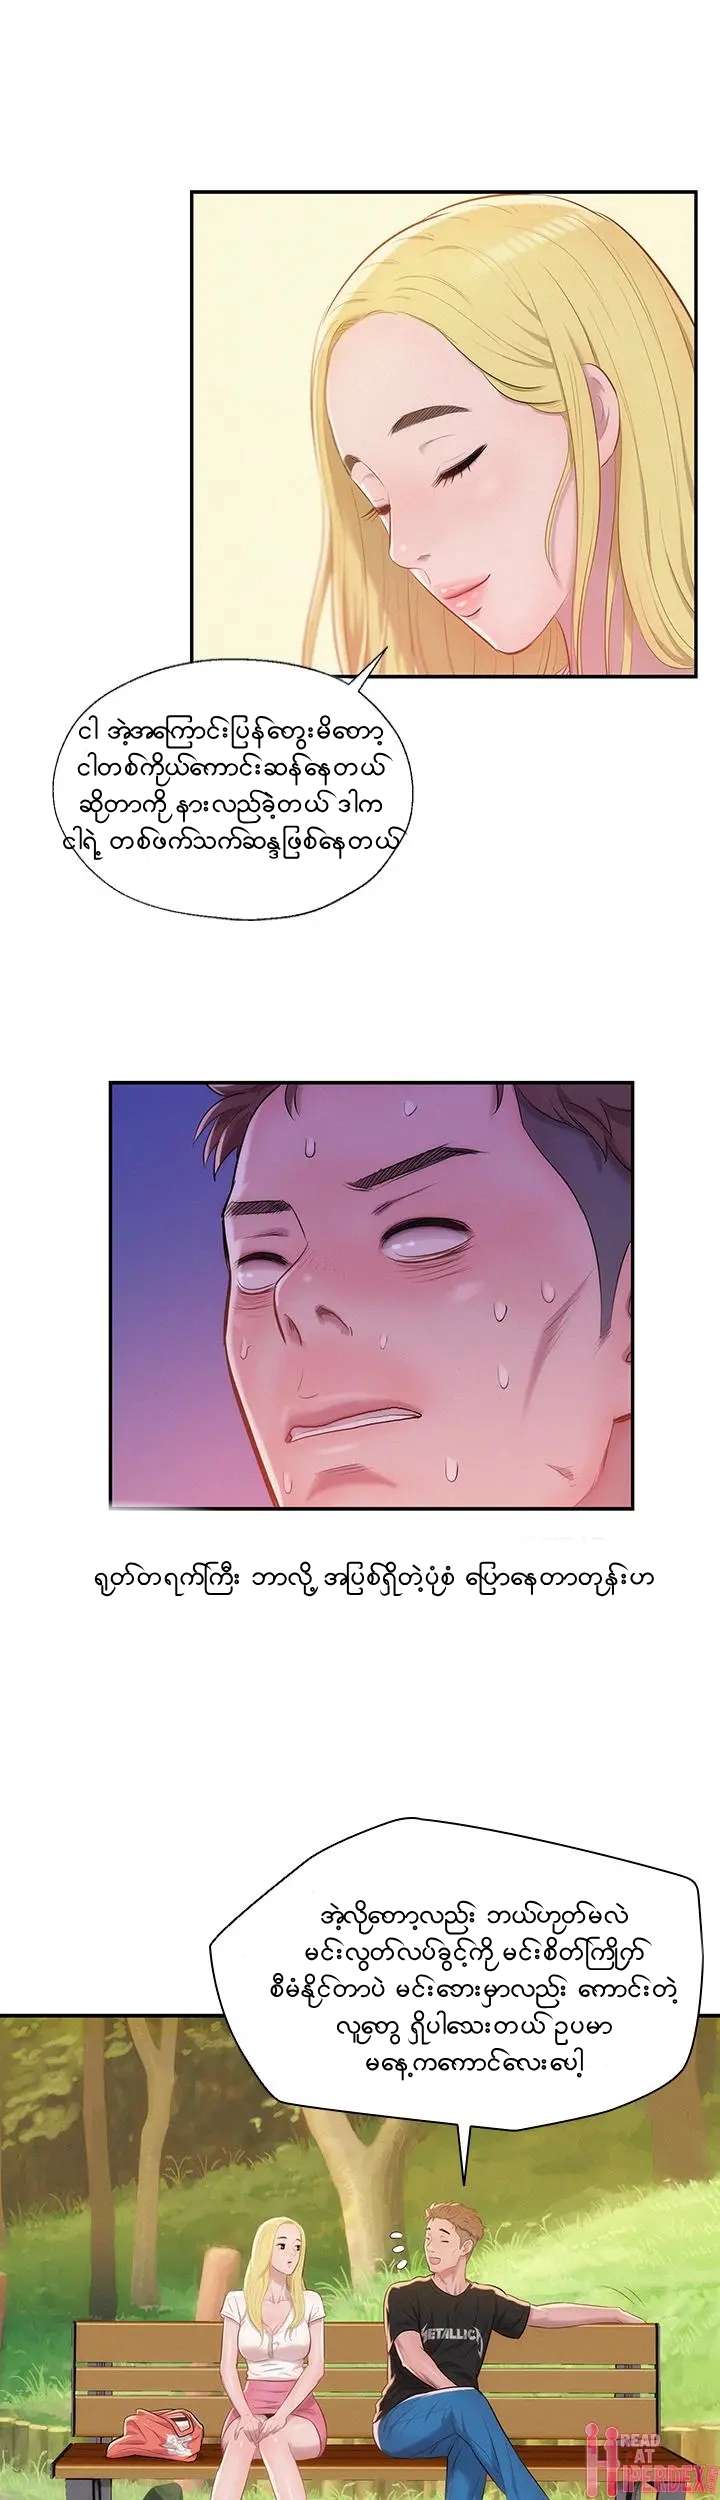 ငါ အဲ့အကြောင်းပြန်တွေးမိတော့
ငါတစ်ကိုယ်ကောင်းဆန်နေတယ်
ဆိုတာကို နားလည်ခဲ့တယ် ဒါက
ငါရဲ့ တစ်ဖက်သက်ဆန္ဒဖြစ်နေတယ်
ရုတ်တရက်ကြီး ဘာလို့ အပြစ်ရှိတဲ့ပုံစံ ပြောနေတာတုန်းဟ
အဲ့လိုတော့လည်း ဘယ်ဟုတ်မလဲ
မင်းလွတ်လပ်ခွင့်ကို မင်းစိတ်ကြိုက်
စီမံနိုင်တာပဲ မင်းဘေးမှာလည်း ကောင်းတဲ့
လူတွေ ရှိပါသေးတယ် ဥပမာ
မနေ့ကကောင်လေးပေါ့
METALLICA
READ
AT
HIPERDEX